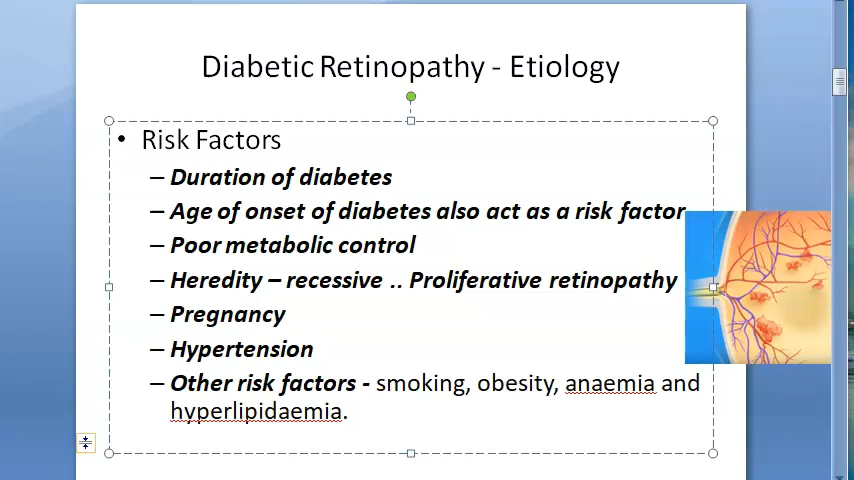 Diabetic Retinopathy - Etiology
• Risk Factors
– Duration of diabetes
– Age of onset of diabetes also act as a risk factor
– Poor metabolic control
– Heredity – recessive .. Proliferative retinopathy
– Pregnancy
– Hypertension
– Other risk factors - smoking, obesity, anaemia and
hyperlipidaemia.